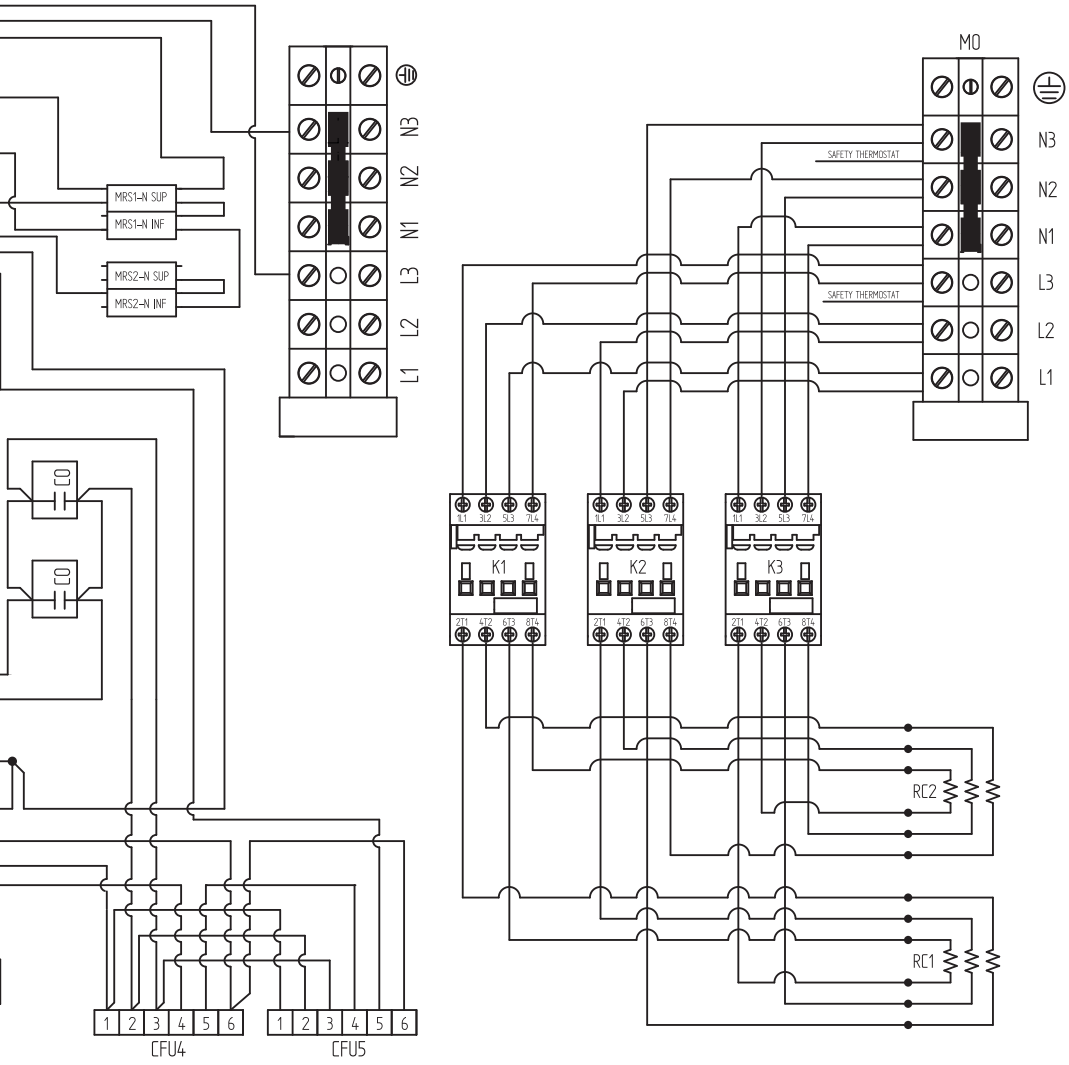 M0
N3
N2
N1
L3
L2
L1
N3
N2
N1
L3
L2
L1
SAFETY THERMOSTAT
SAFETY THERMOSTAT
MRS1-N SUP
MRS1-N INF
MRS2-N SUP
MRS2-N INF
CO
CO
1L1 3L2 5L3 7L4
K1
2T1 4T2 6T3 8T4
1L1 3L2 5L3 7L4
K2
2T1 4T2 6T3 8T4
1L1 3L2 5L3 7L4
K3
2T1 4T2 6T3 8T4
RC2
RC1
1 2 3 4 5 6
CFU4
1 2 3 4 5 6
CFU5